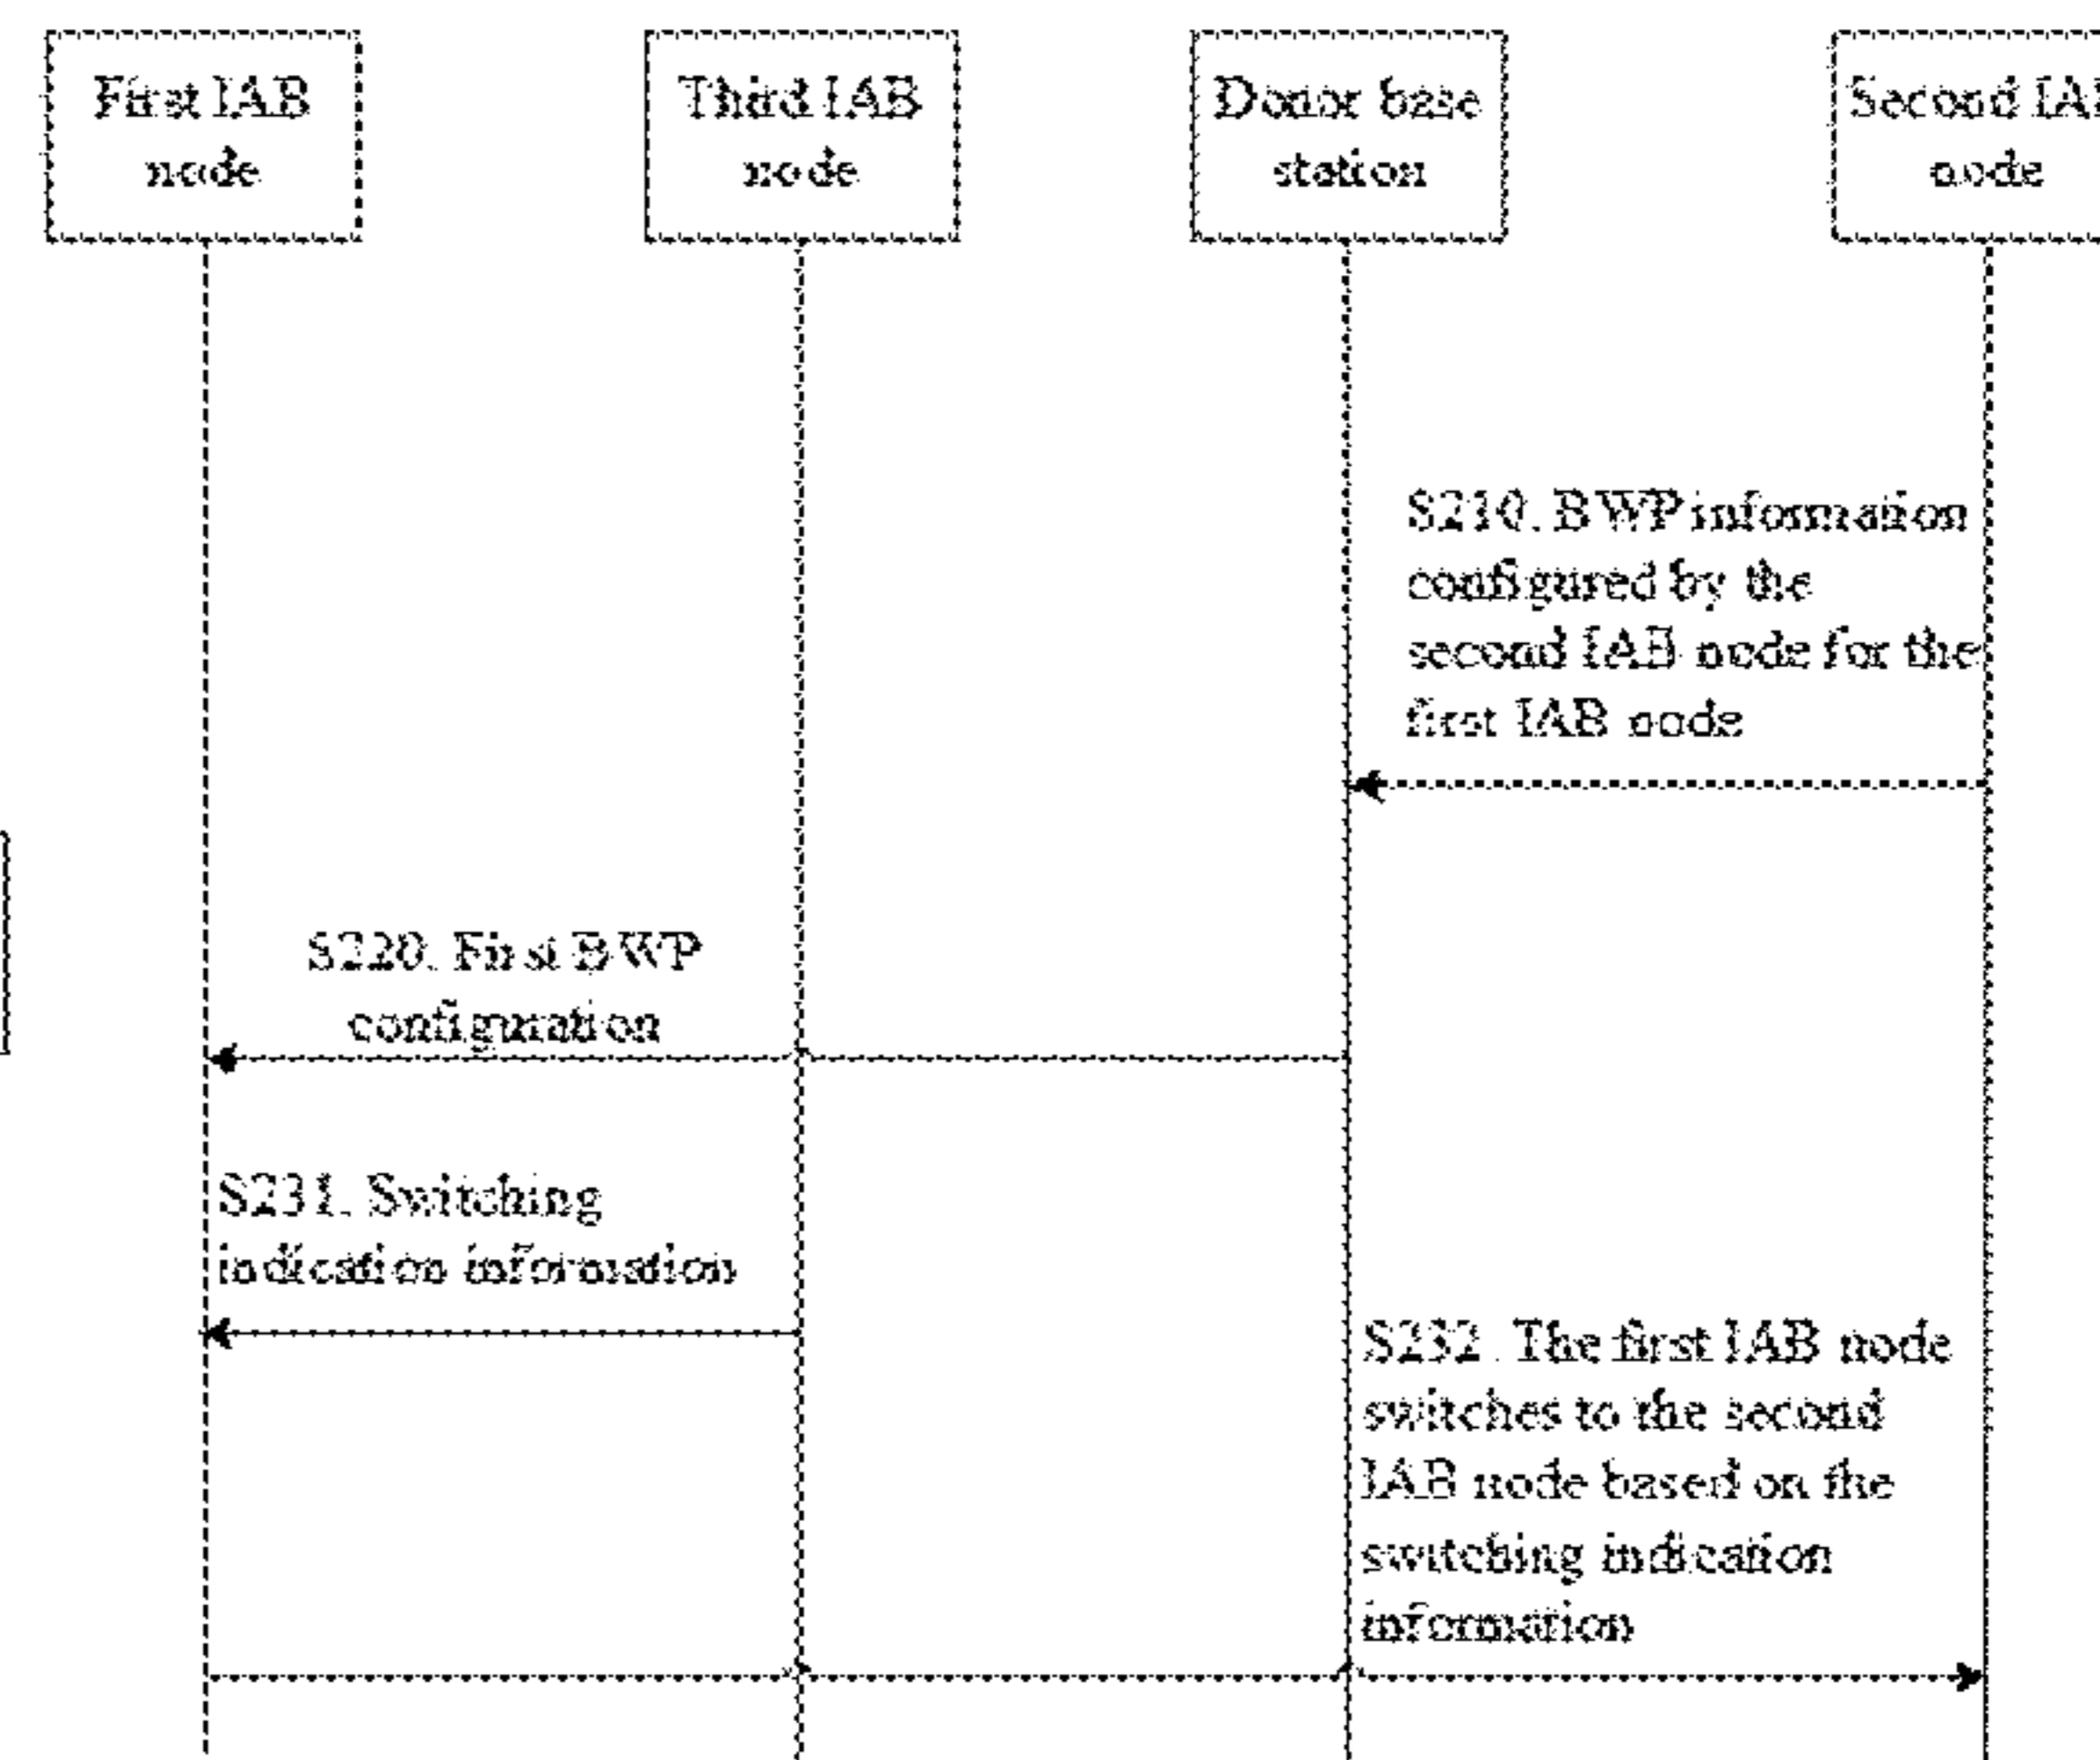 First IAB
node
Third IAB
node
Donor base
station
Second IAB
node
S210. BWP information
configured by the
second IAB node for the
first IAB node
S220. First BWP
configuration
S231. Switching
indication information
S232. The first IAB node
switches to the second
IAB node based on the
switching indication
information